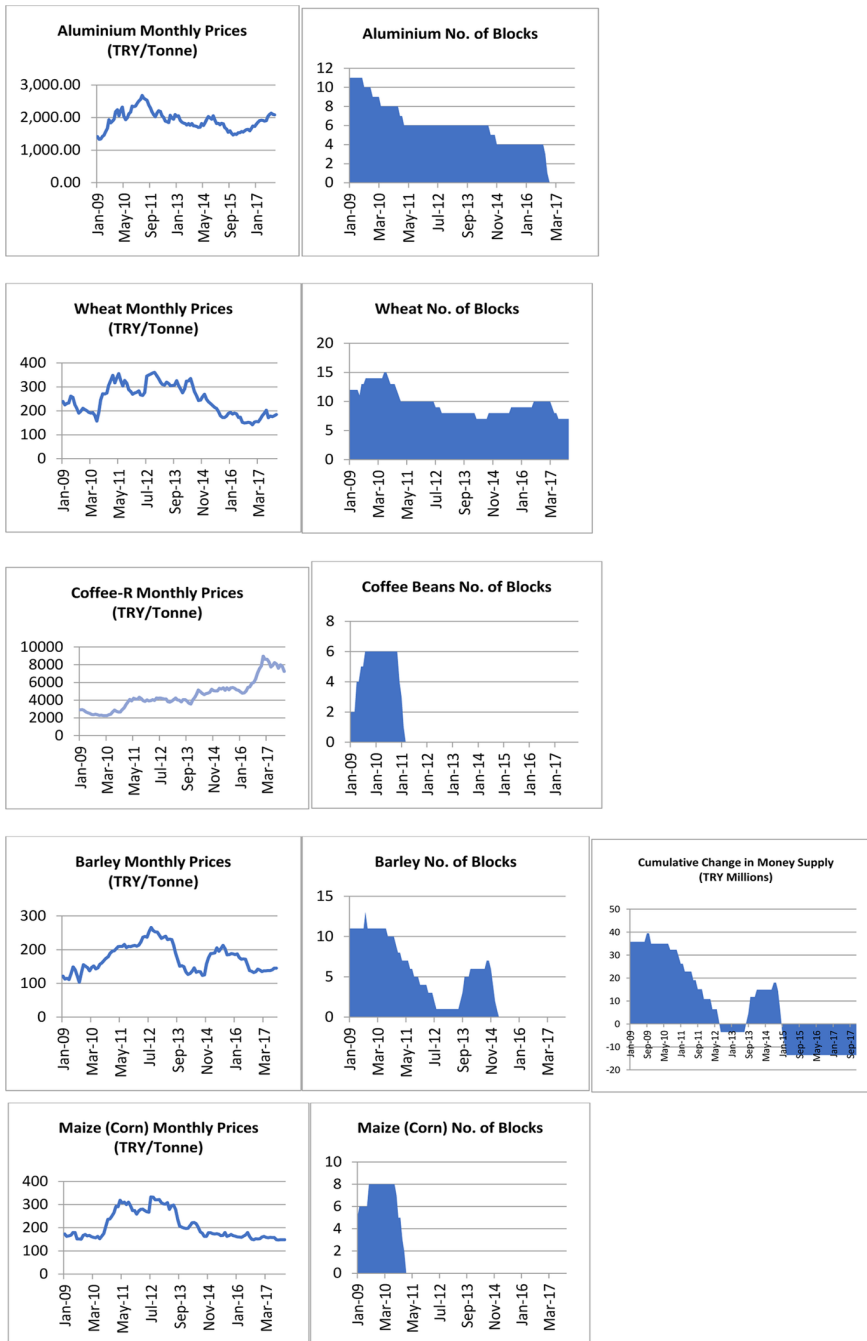 Aluminium Monthly Prices
(TRY/Tonne)
3,000.00
2,000.00
1,000.00
0.00
Jan-09
May-10
Sep-11
Jan-13
May-14
Sep-15
Jan-17
Aluminium No. of Blocks
12
10
8
6
4
2
0
Jan-09
Mar-10
May-11
Jul-12
Sep-13
Nov-14
Jan-16
Mar-17
Wheat Monthly Prices
(TRY/Tonne)
400
300
200
100
0
Jan-09
Mar-10
May-11
Jul-12
Sep-13
Nov-14
Jan-16
Mar-17
Wheat No. of Blocks
20
15
10
5
0
Jan-09
Mar-10
May-11
Jul-12
Sep-13
Nov-14
Jan-16
Mar-17
Coffee-R Monthly Prices
(TRY/Tonne)
10000
8000
6000
4000
2000
0
Jan-09
Mar-10
May-11
Jul-12
Sep-13
Nov-14
Jan-16
Mar-17
Coffee Beans No. of Blocks
8
6
4
2
0
Jan-09
Jan-10
Jan-11
Jan-12
Jan-13
Jan-14
Jan-15
Jan-16
Jan-17
Barley Monthly Prices
(TRY/Tonne)
300
200
100
0
Jan-09
Mar-10
May-11
Jul-12
Sep-13
Nov-14
Jan-16
Mar-17
Barley No. of Blocks
15
10
5
0
Jan-09
Mar-10
May-11
Jul-12
Sep-13
Nov-14
Jan-16
Mar-17
Cumulative Change in Money Supply
(TRY Millions)
50
40
30
20
10
0
-10
-20
Jan-09
Sep-09
May-10
Jan-11
Sep-11
May-12
Jan-13
Sep-13
May-14
Jan-15
Sep-15
May-16
Jan-17
Sep-17
Maize (Corn) Monthly Prices
(TRY/Tonne)
400
300
200
100
0
Jan-09
Mar-10
May-11
Jul-12
Sep-13
Nov-14
Jan-16
Mar-17
Maize (Corn) No. of Blocks
10
8
6
4
2
0
Jan-09
Mar-10
May-11
Jul-12
Sep-13
Nov-14
Jan-16
Mar-17